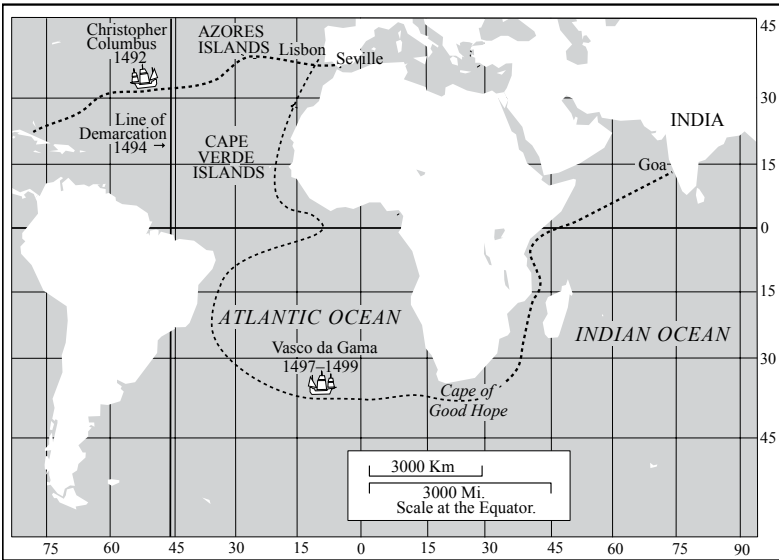 Christopher
Columbus
1492
AZORES
ISLANDS
Lisbon
Seville
45
30
Line of
Demarcation
1494 →
CAPE
VERDE
ISLANDS
INDIA
Goa
15
0
15
ATLANTIC OCEAN
INDIAN OCEAN
Vasco da Gama
1497–1499
30
Cape of
Good Hope
45
3000 Km
3000 Mi.
Scale at the Equator.
75 60 45 30 15 0 15 30 45 60 75 90